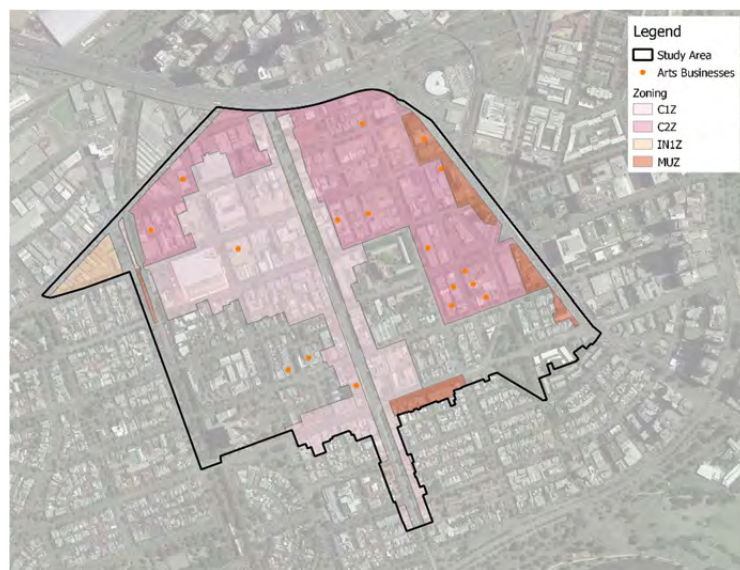 Legend
Study Area
Arts Businesses
Zoning
C1Z
C2Z
IN1Z
MUZ